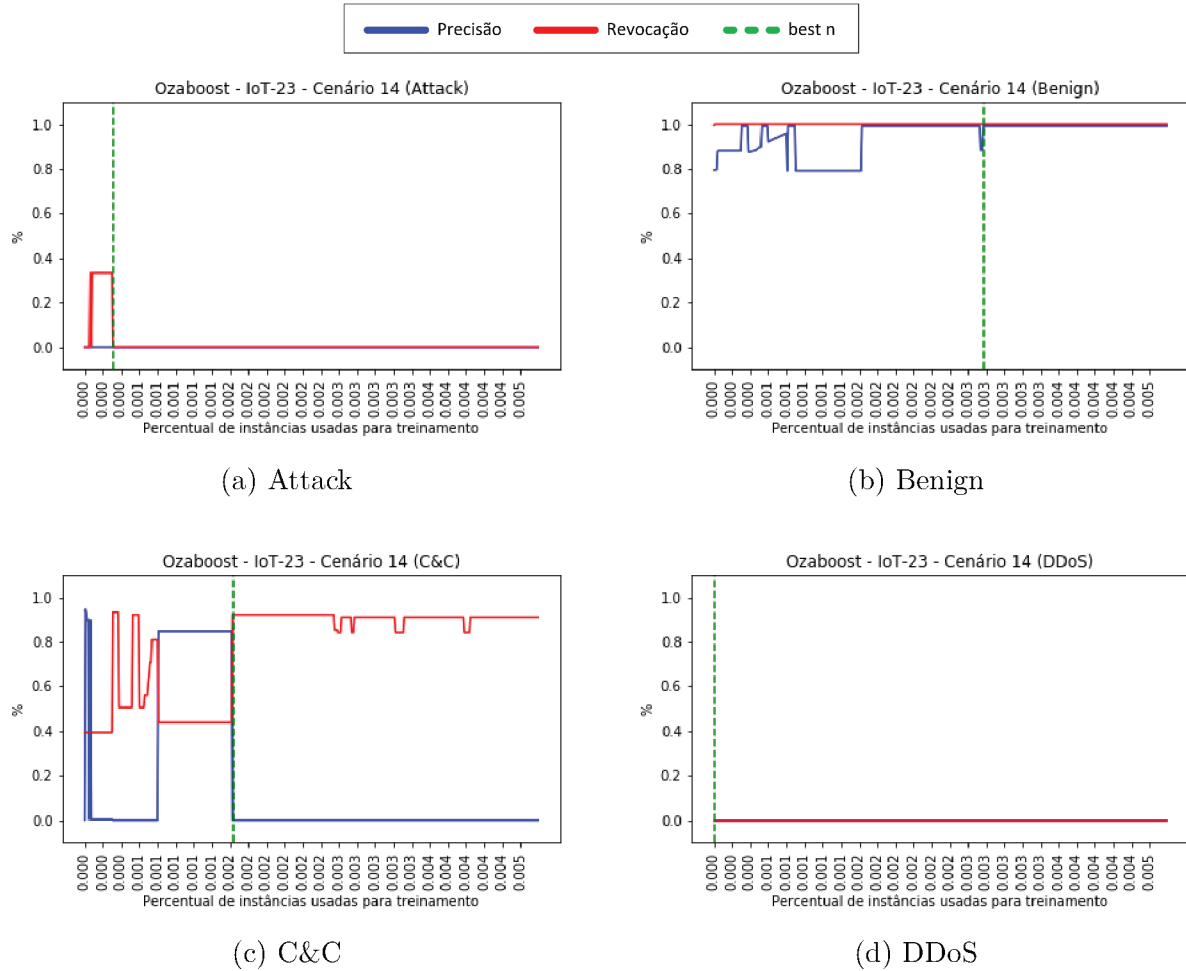 Precisão Revocação best n
Ozaboost - IoT-23 - Cenário 14 (Attack)
%
1.0
0.8
0.6
0.4
0.2
0.0
0.000 0.000 0.000 0.001 0.001 0.001 0.001 0.001 0.002 0.002 0.002 0.002 0.002 0.002 0.003 0.003 0.003 0.003 0.003 0.004 0.004 0.004 0.004 0.004 0.005
Percentual de instâncias usadas para treinamento
(a) Attack
Ozaboost - IoT-23 - Cenário 14 (Benign)
%
1.0
0.8
0.6
0.4
0.2
0.0
0.000 0.000 0.000 0.001 0.001 0.001 0.001 0.001 0.002 0.002 0.002 0.002 0.002 0.002 0.003 0.003 0.003 0.003 0.003 0.004 0.004 0.004 0.004 0.004 0.005
Percentual de instâncias usadas para treinamento
(b) Benign
Ozaboost - IoT-23 - Cenário 14 (C&C)
%
1.0
0.8
0.6
0.4
0.2
0.0
0.000 0.000 0.000 0.001 0.001 0.001 0.001 0.001 0.002 0.002 0.002 0.002 0.002 0.002 0.003 0.003 0.003 0.003 0.003 0.004 0.004 0.004 0.004 0.004 0.005
Percentual de instâncias usadas para treinamento
(c) C&C
Ozaboost - IoT-23 - Cenário 14 (DDoS)
%
1.0
0.8
0.6
0.4
0.2
0.0
0.000 0.000 0.000 0.001 0.001 0.001 0.001 0.001 0.002 0.002 0.002 0.002 0.002 0.002 0.003 0.003 0.003 0.003 0.003 0.004 0.004 0.004 0.004 0.004 0.005
Percentual de instâncias usadas para treinamento
(d) DDoS